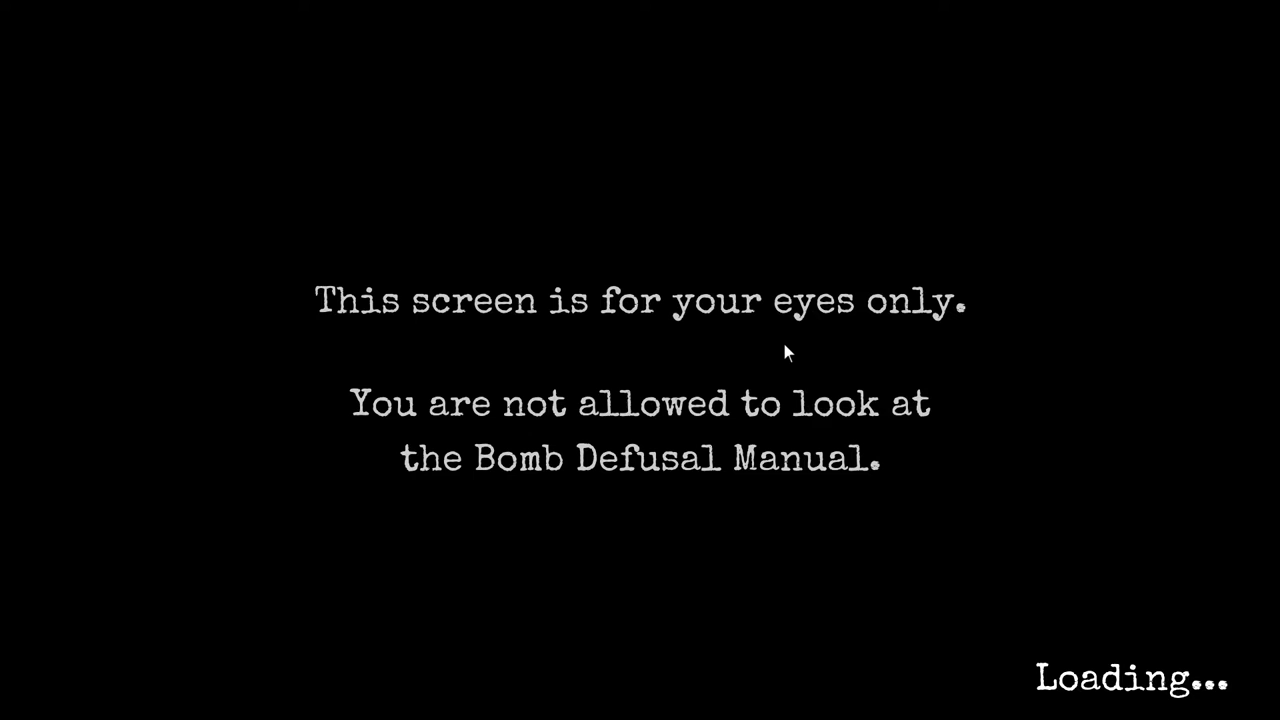 This screen is for your eyes only.
You are not allowed to look at
the Bomb Defusal Manual.
Loading...